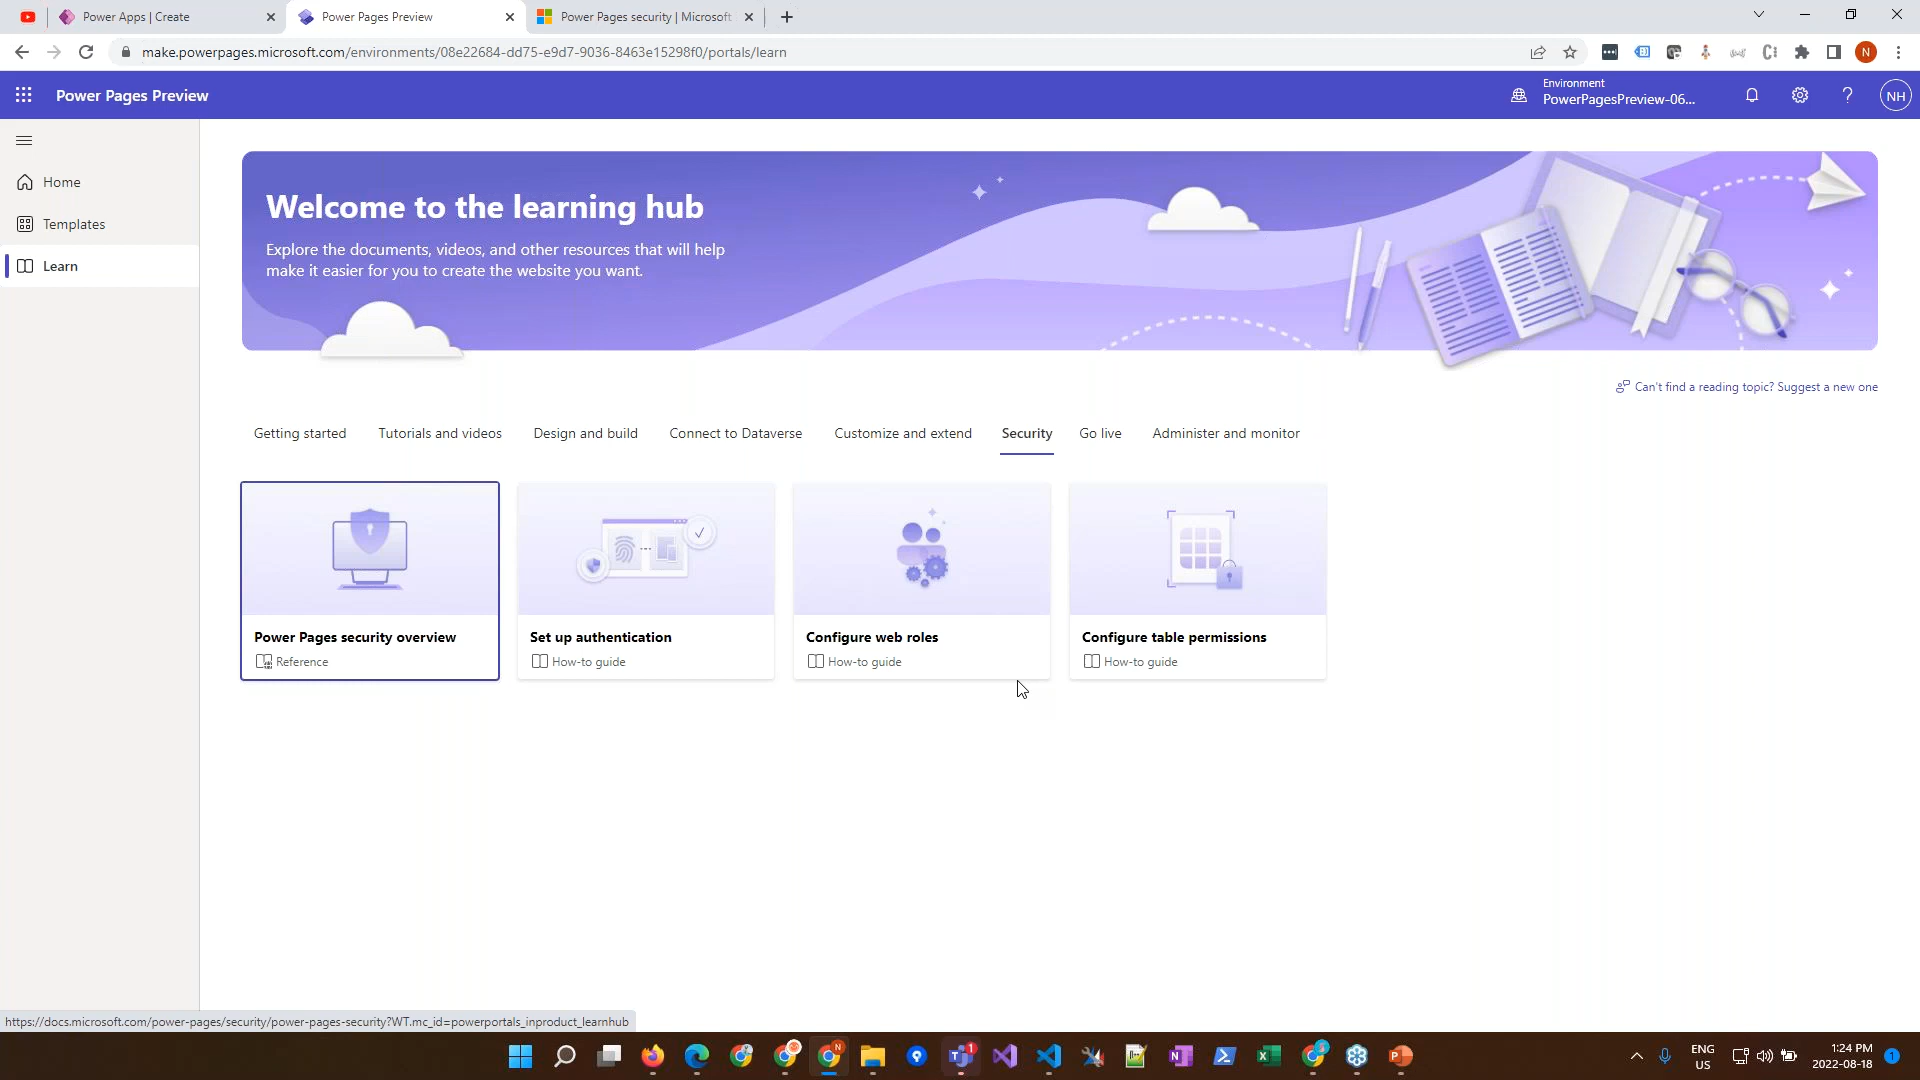 Power Apps | Create
Power Pages Preview
Power Pages security | Microsoft
make.powerpages.microsoft.com/environments/08e22684-dd75-e9d7-9036-8463e15298f0/portals/learn
N
Power Pages Preview
Environment
PowerPagesPreview-06...
?
NH
Home
Templates
Learn
Welcome to the learning hub
Explore the documents, videos, and other resources that will help
make it easier for you to create the website you want.
Can't find a reading topic? Suggest a new one
Getting started
Tutorials and videos
Design and build
Connect to Dataverse
Customize and extend
Security
Go live
Administer and monitor
Power Pages security overview
Reference
Set up authentication
How-to guide
Configure web roles
How-to guide
Configure table permissions
How-to guide
https://docs.microsoft.com/power-pages/security/power-pages-security?WT.mc_id=powerportals_inproduct_learnhub
ENG
US
1:24 PM
2022-08-18
1